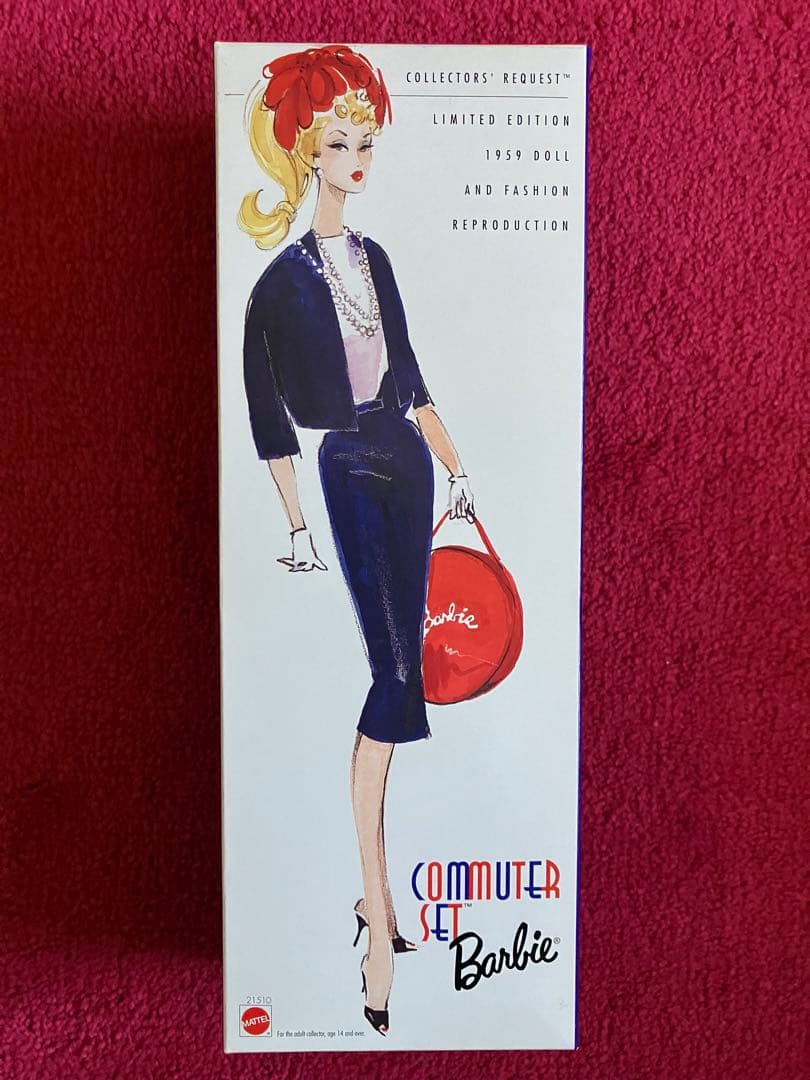 COLLECTORS' REQUEST™
LIMITED EDITION
1959 DOLL
AND FASHION
REPRODUCTION
Barbie
COMMUTER
SET™
Barbie®
21510
MATTEL®
For the adult collector, age 14 and over.